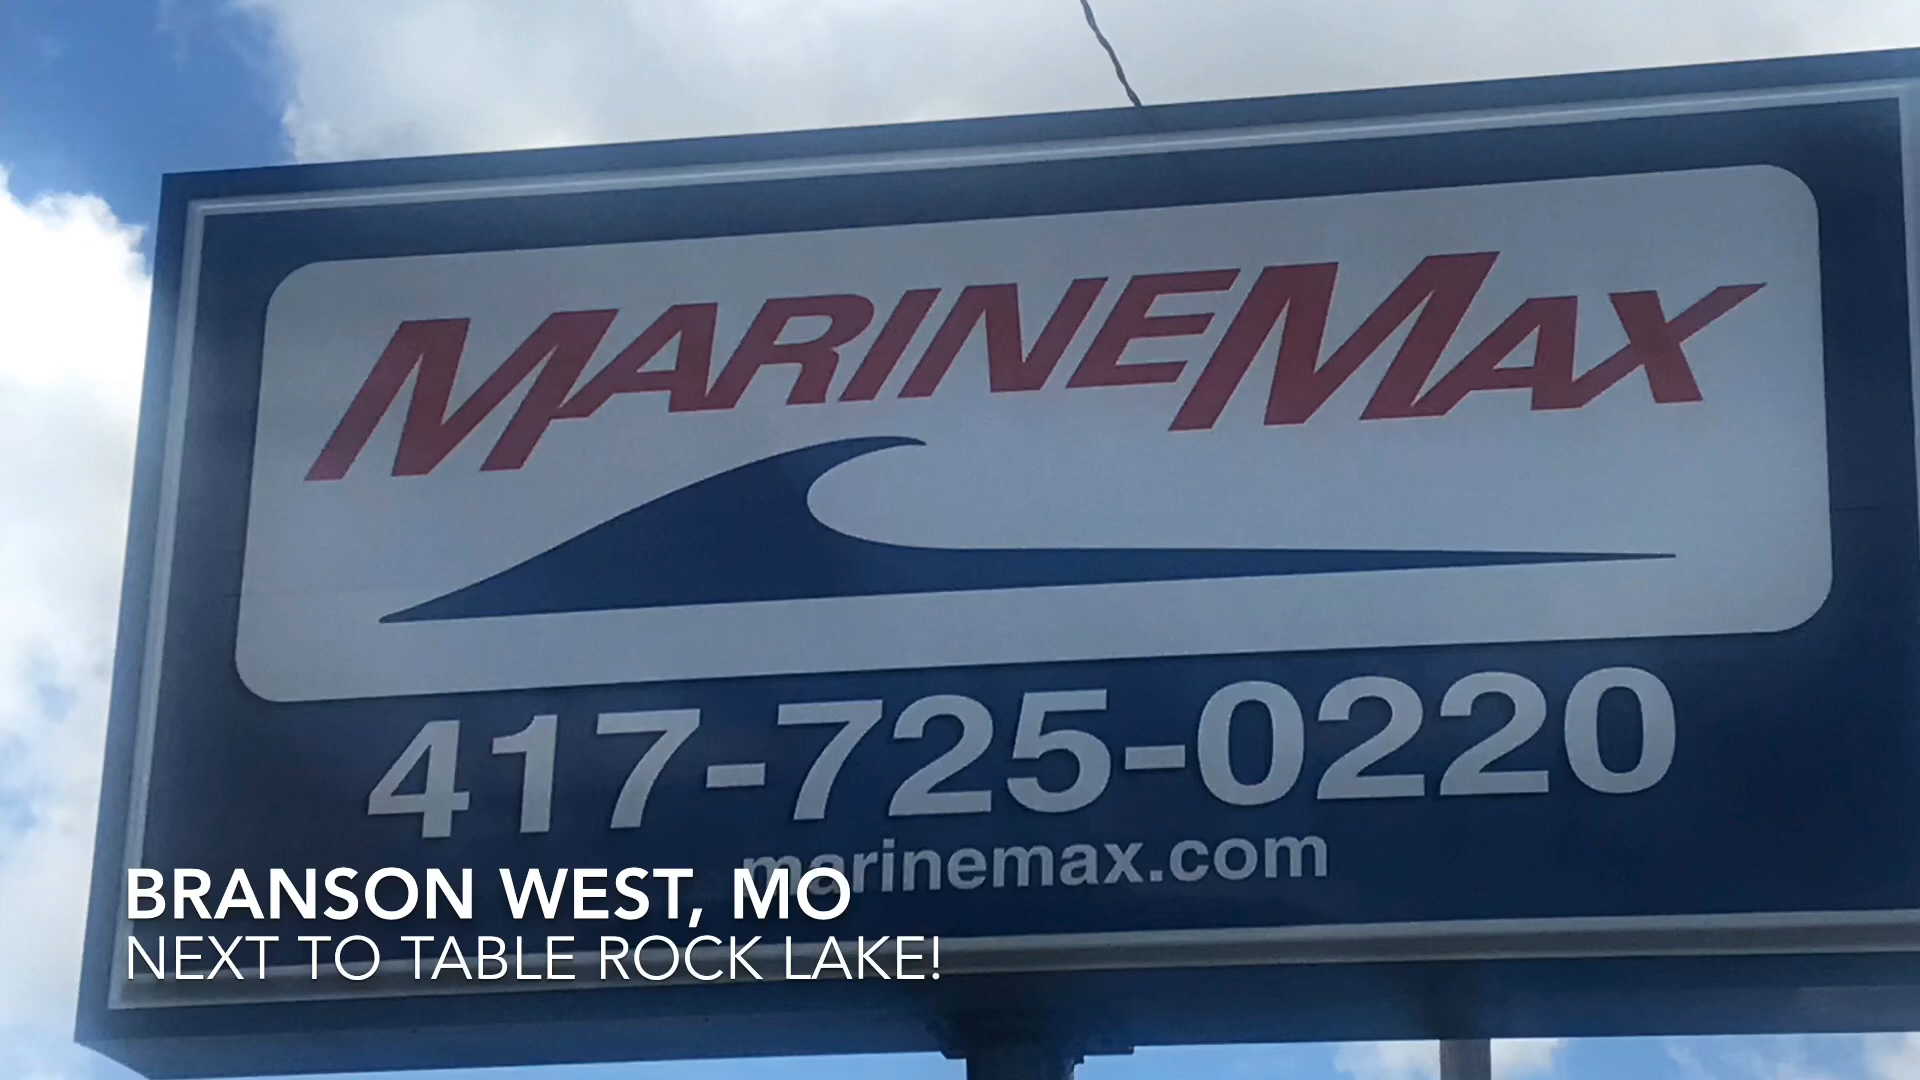 MARINEMAX
417-725-0220
marinemax.com
BRANSON WEST, MO
NEXT TO TABLE ROCK LAKE!